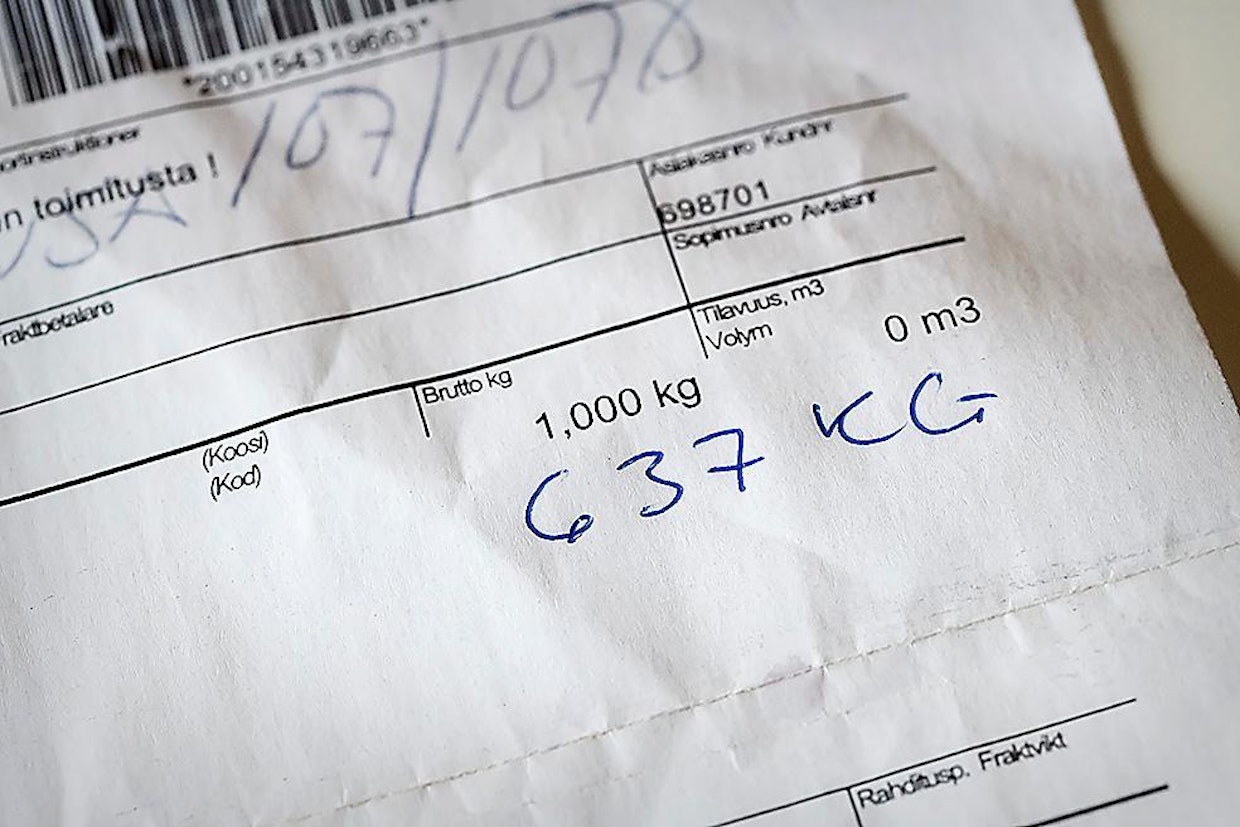 *200154319663*
107/1078
n toimitusta !
Asiakasnro Kundnr
698701
Sopimusnro Avtalsnr
raktbetalare
Tilavuus, m3
Volym
0 m3
Brutto kg
1,000 kg
637 KG
(Koosi)
(Kod)
Rahditusp. Fraktvikt